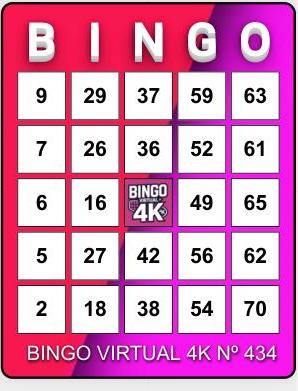 B I N G O
9 29 37 59 63
7 26 36 52 61
6 16 BINGO VIRTUAL 4K 49 65
5 27 42 56 62
2 18 38 54 70
BINGO VIRTUAL 4K Nº 434